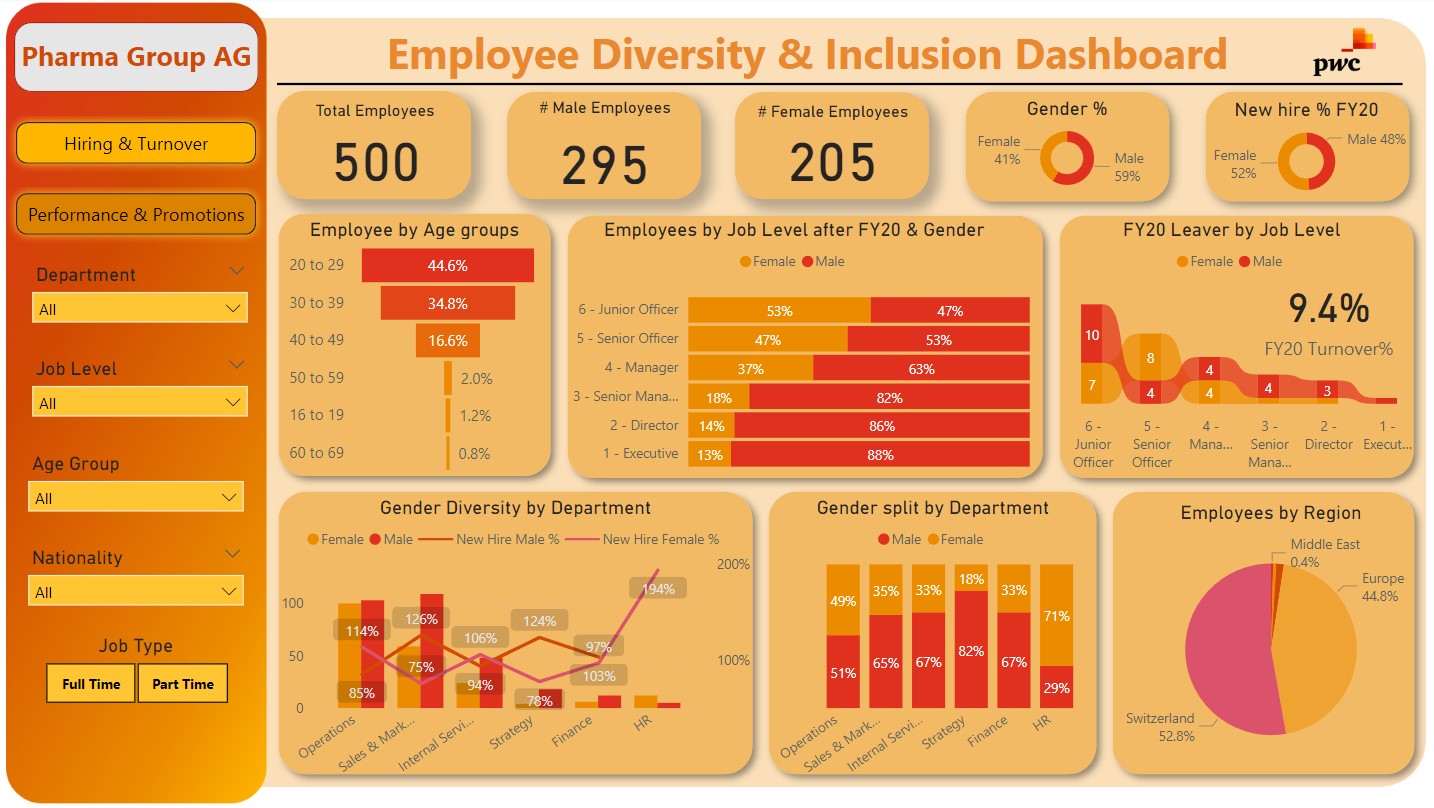 Pharma Group AG
Employee Diversity & Inclusion Dashboard
pwc
Hiring & Turnover
Performance & Promotions
Department
All
Job Level
All
Age Group
All
Nationality
All
Job Type
Full Time
Part Time
Total Employees
500
# Male Employees
295
# Female Employees
205
Gender %
Female
41%
Male
59%
New hire % FY20
Male 48%
Female
52%
Employee by Age groups
20 to 29 44.6%
30 to 39 34.8%
40 to 49 16.6%
50 to 59 2.0%
16 to 19 1.2%
60 to 69 0.8%
Employees by Job Level after FY20 & Gender
Female Male
6 - Junior Officer 53% 47%
5 - Senior Officer 47% 53%
4 - Manager 37% 63%
3 - Senior Mana... 18% 82%
2 - Director 14% 86%
1 - Executive 13% 88%
FY20 Leaver by Job Level
Female Male
9.4%
FY20 Turnover%
10
8
4
4
3
7
4
4
6 -
Junior
Officer
5 -
Senior
Officer
4 -
Mana...
3 -
Senior
Mana...
2 -
Director
1 -
Execut...
Gender Diversity by Department
Female Male New Hire Male % New Hire Female %
200%
100%
100
50
0
114%
85%
126%
75%
106%
94%
124%
78%
97%
103%
194%
Operations
Sales & Mark...
Internal Servi...
Strategy
Finance
HR
Gender split by Department
Male Female
49% 35% 33% 18% 33% 71%
51% 65% 67% 82% 67% 29%
Operations
Sales & Mark...
Internal Servi...
Strategy
Finance
HR
Employees by Region
Middle East
0.4%
Europe
44.8%
Switzerland
52.8%